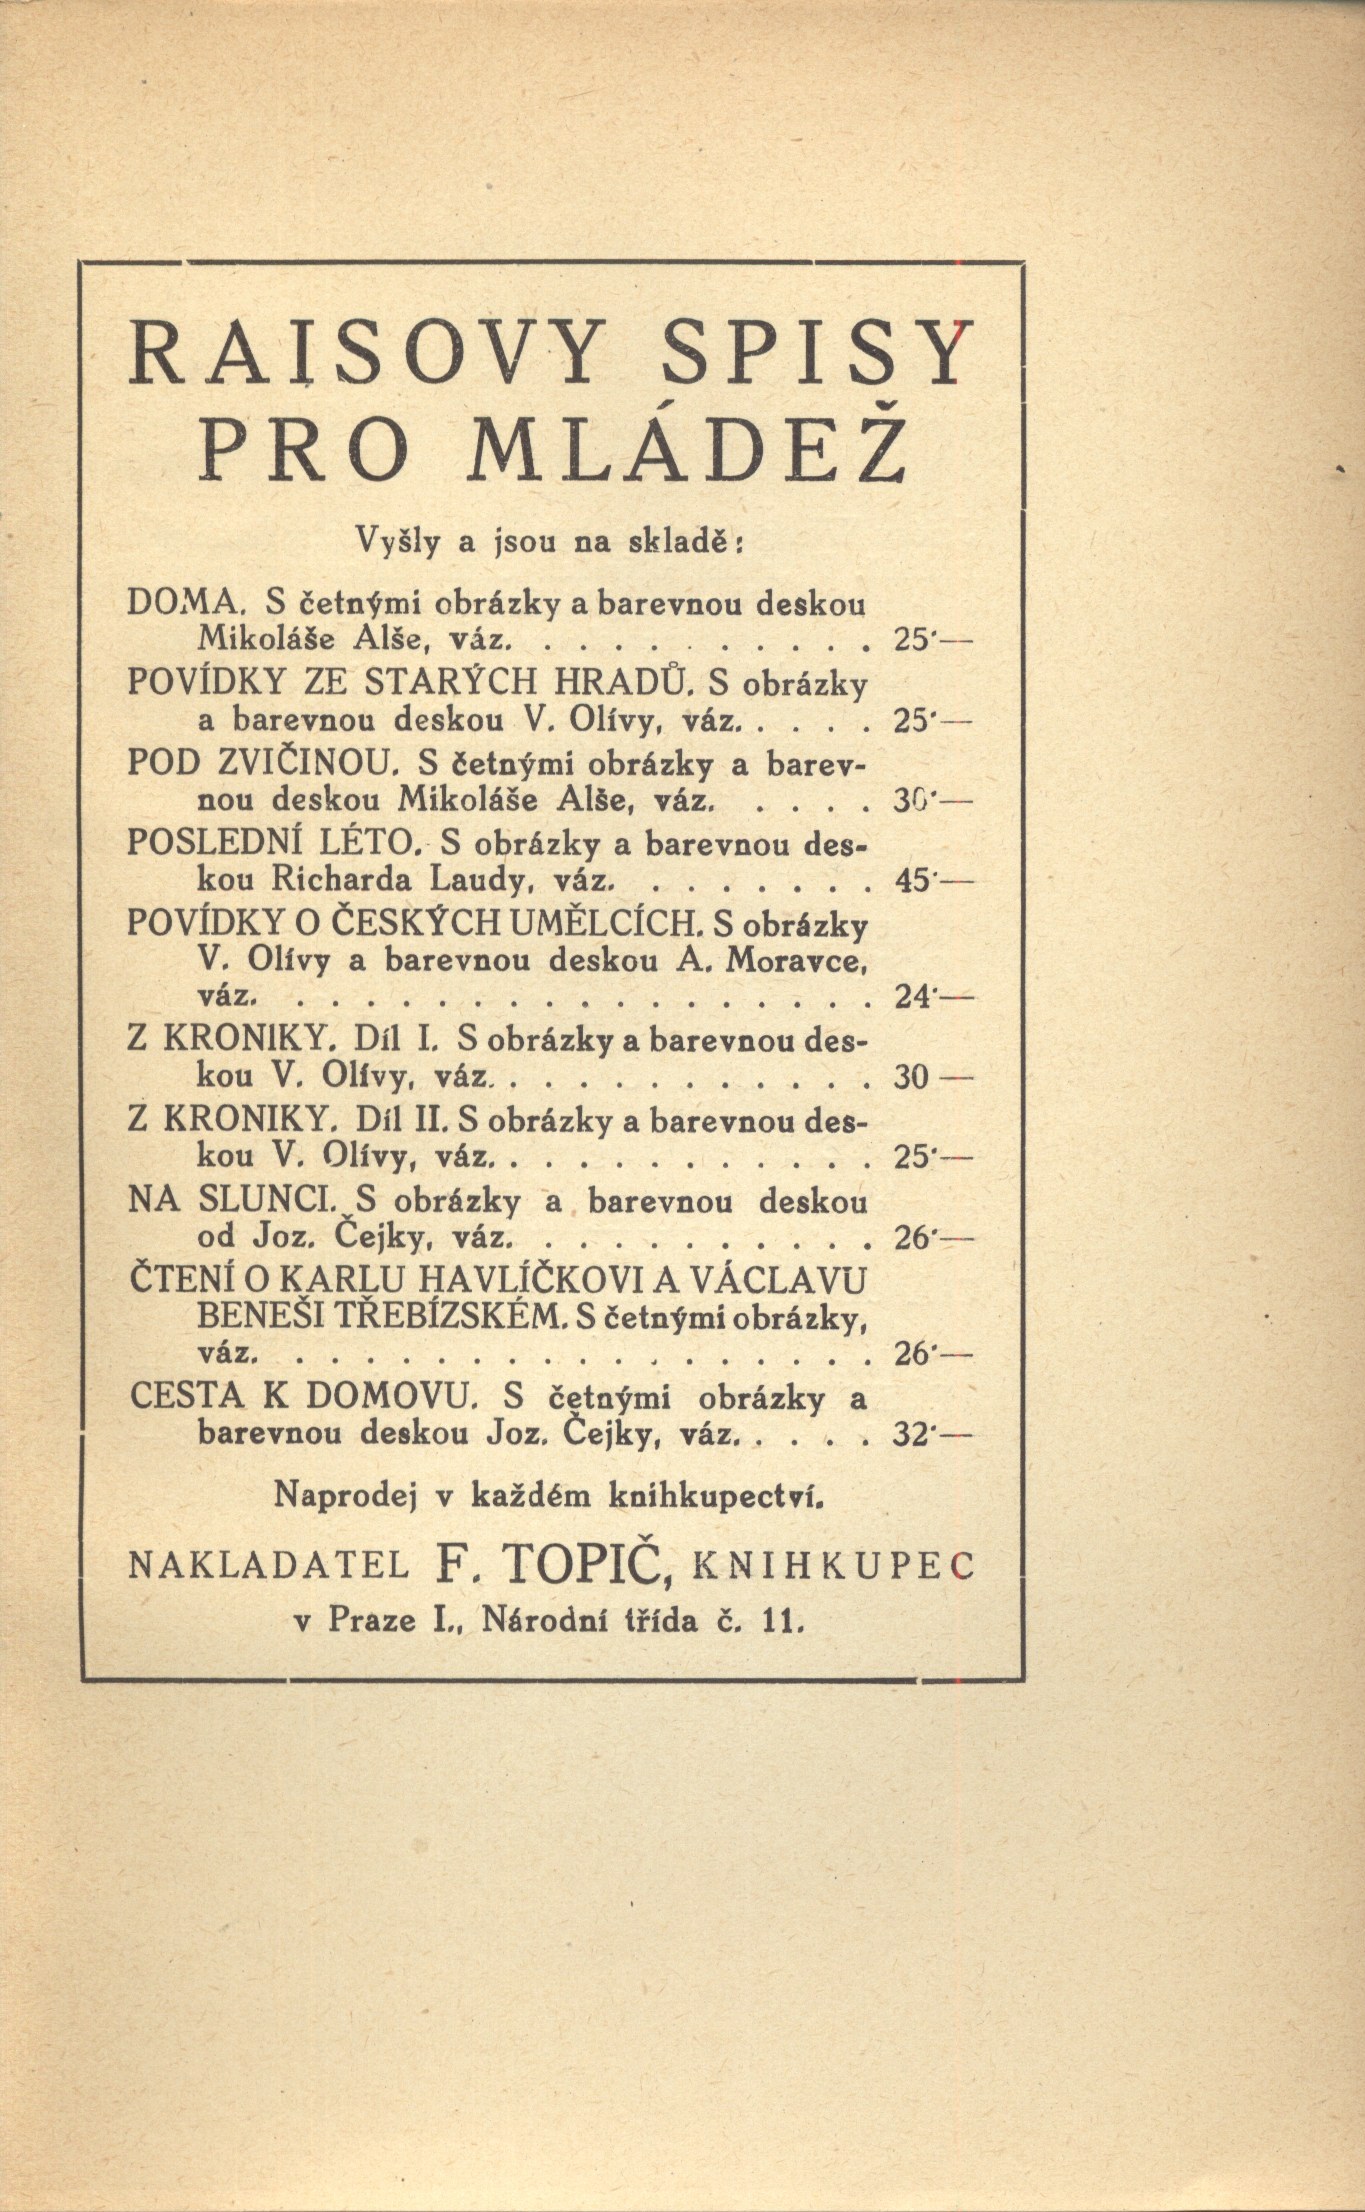 RAISOVY SPISY
PRO MLÁDEŽ
Vyšly a jsou na skladě:
DOMA. S četnými obrázky a barevnou deskou
Mikoláše Alše, váz. . . . . . . . . . . 25·—
POVÍDKY ZE STARÝCH HRADŮ. S obrázky
a barevnou deskou V. Olívy, váz. . . . . 25·—
POD ZVIČINOU. S četnými obrázky a barev-
nou deskou Mikoláše Alše, váz. . . . . 30·—
POSLEDNÍ LÉTO. S obrázky a barevnou des-
kou Richarda Laudy, váz. . . . . . . . 45·—
POVÍDKY O ČESKÝCH UMĚLCÍCH. S obrázky
V. Olívy a barevnou deskou A. Moravce,
váz. . . . . . . . . . . . . . . . . . 24·—
Z KRONIKY. Díl I. S obrázky a barevnou des-
kou V. Olívy, váz. . . . . . . . . . . . 30 —
Z KRONIKY. Díl II. S obrázky a barevnou des-
kou V. Olívy, váz. . . . . . . . . . . . 25·—
NA SLUNCI. S obrázky a barevnou deskou
od Joz. Čejky, váz. . . . . . . . . . . 26·—
ČTENÍ O KARLU HAVLÍČKOVI A VÁCLAVU
BENEŠI TŘEBÍZSKÉM. S četnými obrázky,
váz. . . . . . . . . . . . . . . . . . 26·—
CESTA K DOMOVU. S četnými obrázky a
barevnou deskou Joz. Čejky, váz. . . . . 32·—
Naprodej v každém knihkupectví.
NAKLADATEL F. TOPIČ, KNIHKUPEC
v Praze I., Národní třída č. 11.